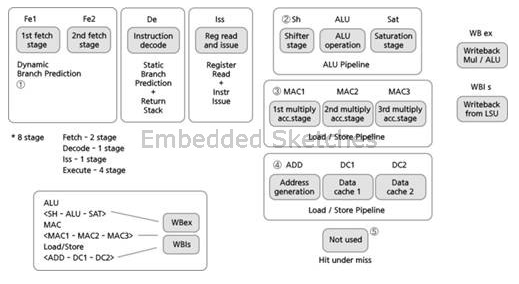 Fe1 Fe2
1st fetch stage
2nd fetch stage
Dynamic
Branch Prediction
①
De
Instruction decode
Static
Branch
Prediction
+
Return
Stack
Iss
Reg read and issue
Register
Read
+
Instr
Issue
② Sh ALU Sat
Shifter stage
ALU operation
Saturation stage
ALU Pipeline
WB ex
Writeback Mul / ALU
③ MAC1 MAC2 MAC3
1st multiply acc.stage
2nd multiply acc.stage
3rd multiply acc.stage
Load / Store Pipeline
WBI s
Writeback from LSU
* 8 stage
Fetch - 2 stage
Decode - 1 stage
Iss - 1 stage
Execute - 4 stage
Embedded Sketches
④ ADD DC1 DC2
Address generation
Data cache 1
Data cache 2
Load / Store Pipeline
ALU
<SH - ALU - SAT>
MAC
<MAC1 - MAC2 - MAC3>
Load/Store
<ADD - DC1 - DC2>
WBex
WBIs
⑤
Not used
Hit under miss